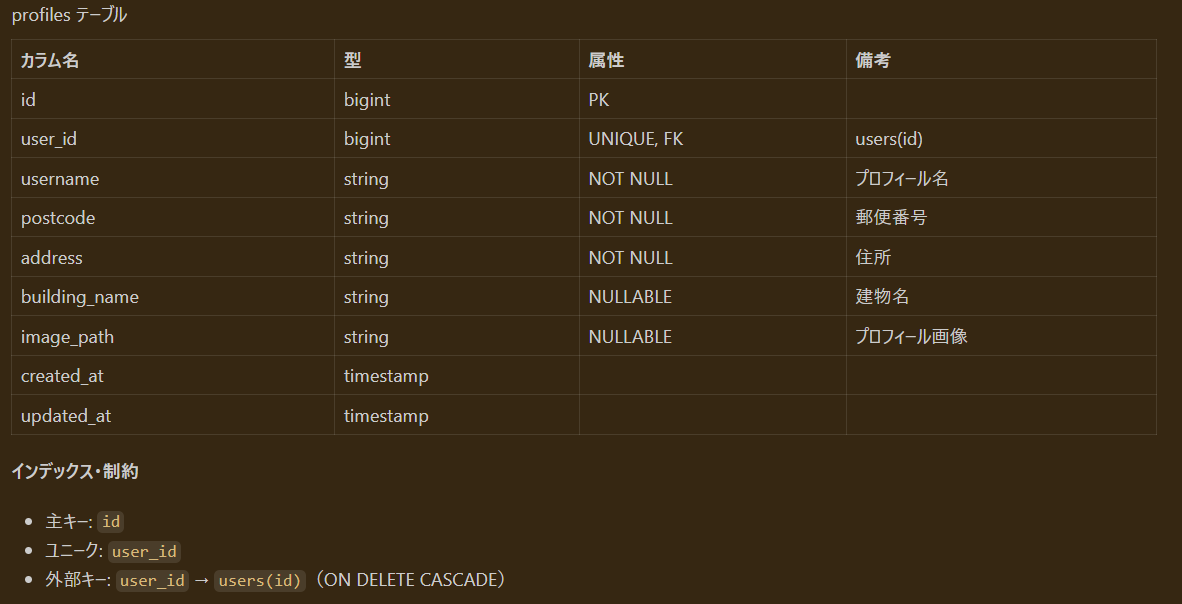 profiles テーブル
カラム名 型 属性 備考
id bigint PK
user_id bigint UNIQUE, FK users(id)
username string NOT NULL プロフィール名
postcode string NOT NULL 郵便番号
address string NOT NULL 住所
building_name string NULLABLE 建物名
image_path string NULLABLE プロフィール画像
created_at timestamp
updated_at timestamp
インデックス・制約
• 主キー: id
• ユニーク: user_id
• 外部キー: user_id → users(id)（ON DELETE CASCADE）